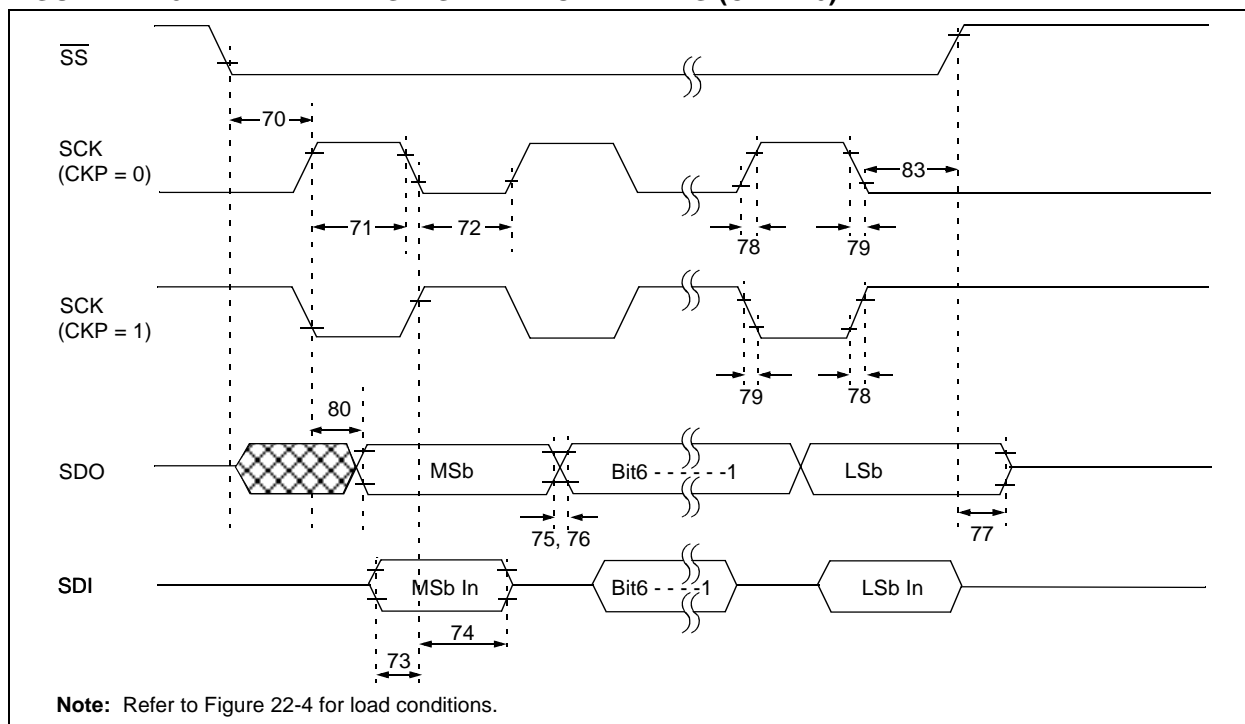 SS
70
SCK
(CKP = 0)
83
71
72
78
79
SCK
(CKP = 1)
79
78
80
SDO
MSb
Bit6 - - - - - -1
LSb
75, 76
77
SDI
MSb In
Bit6 - - - -1
LSb In
74
73
Note: Refer to Figure 22-4 for load conditions.